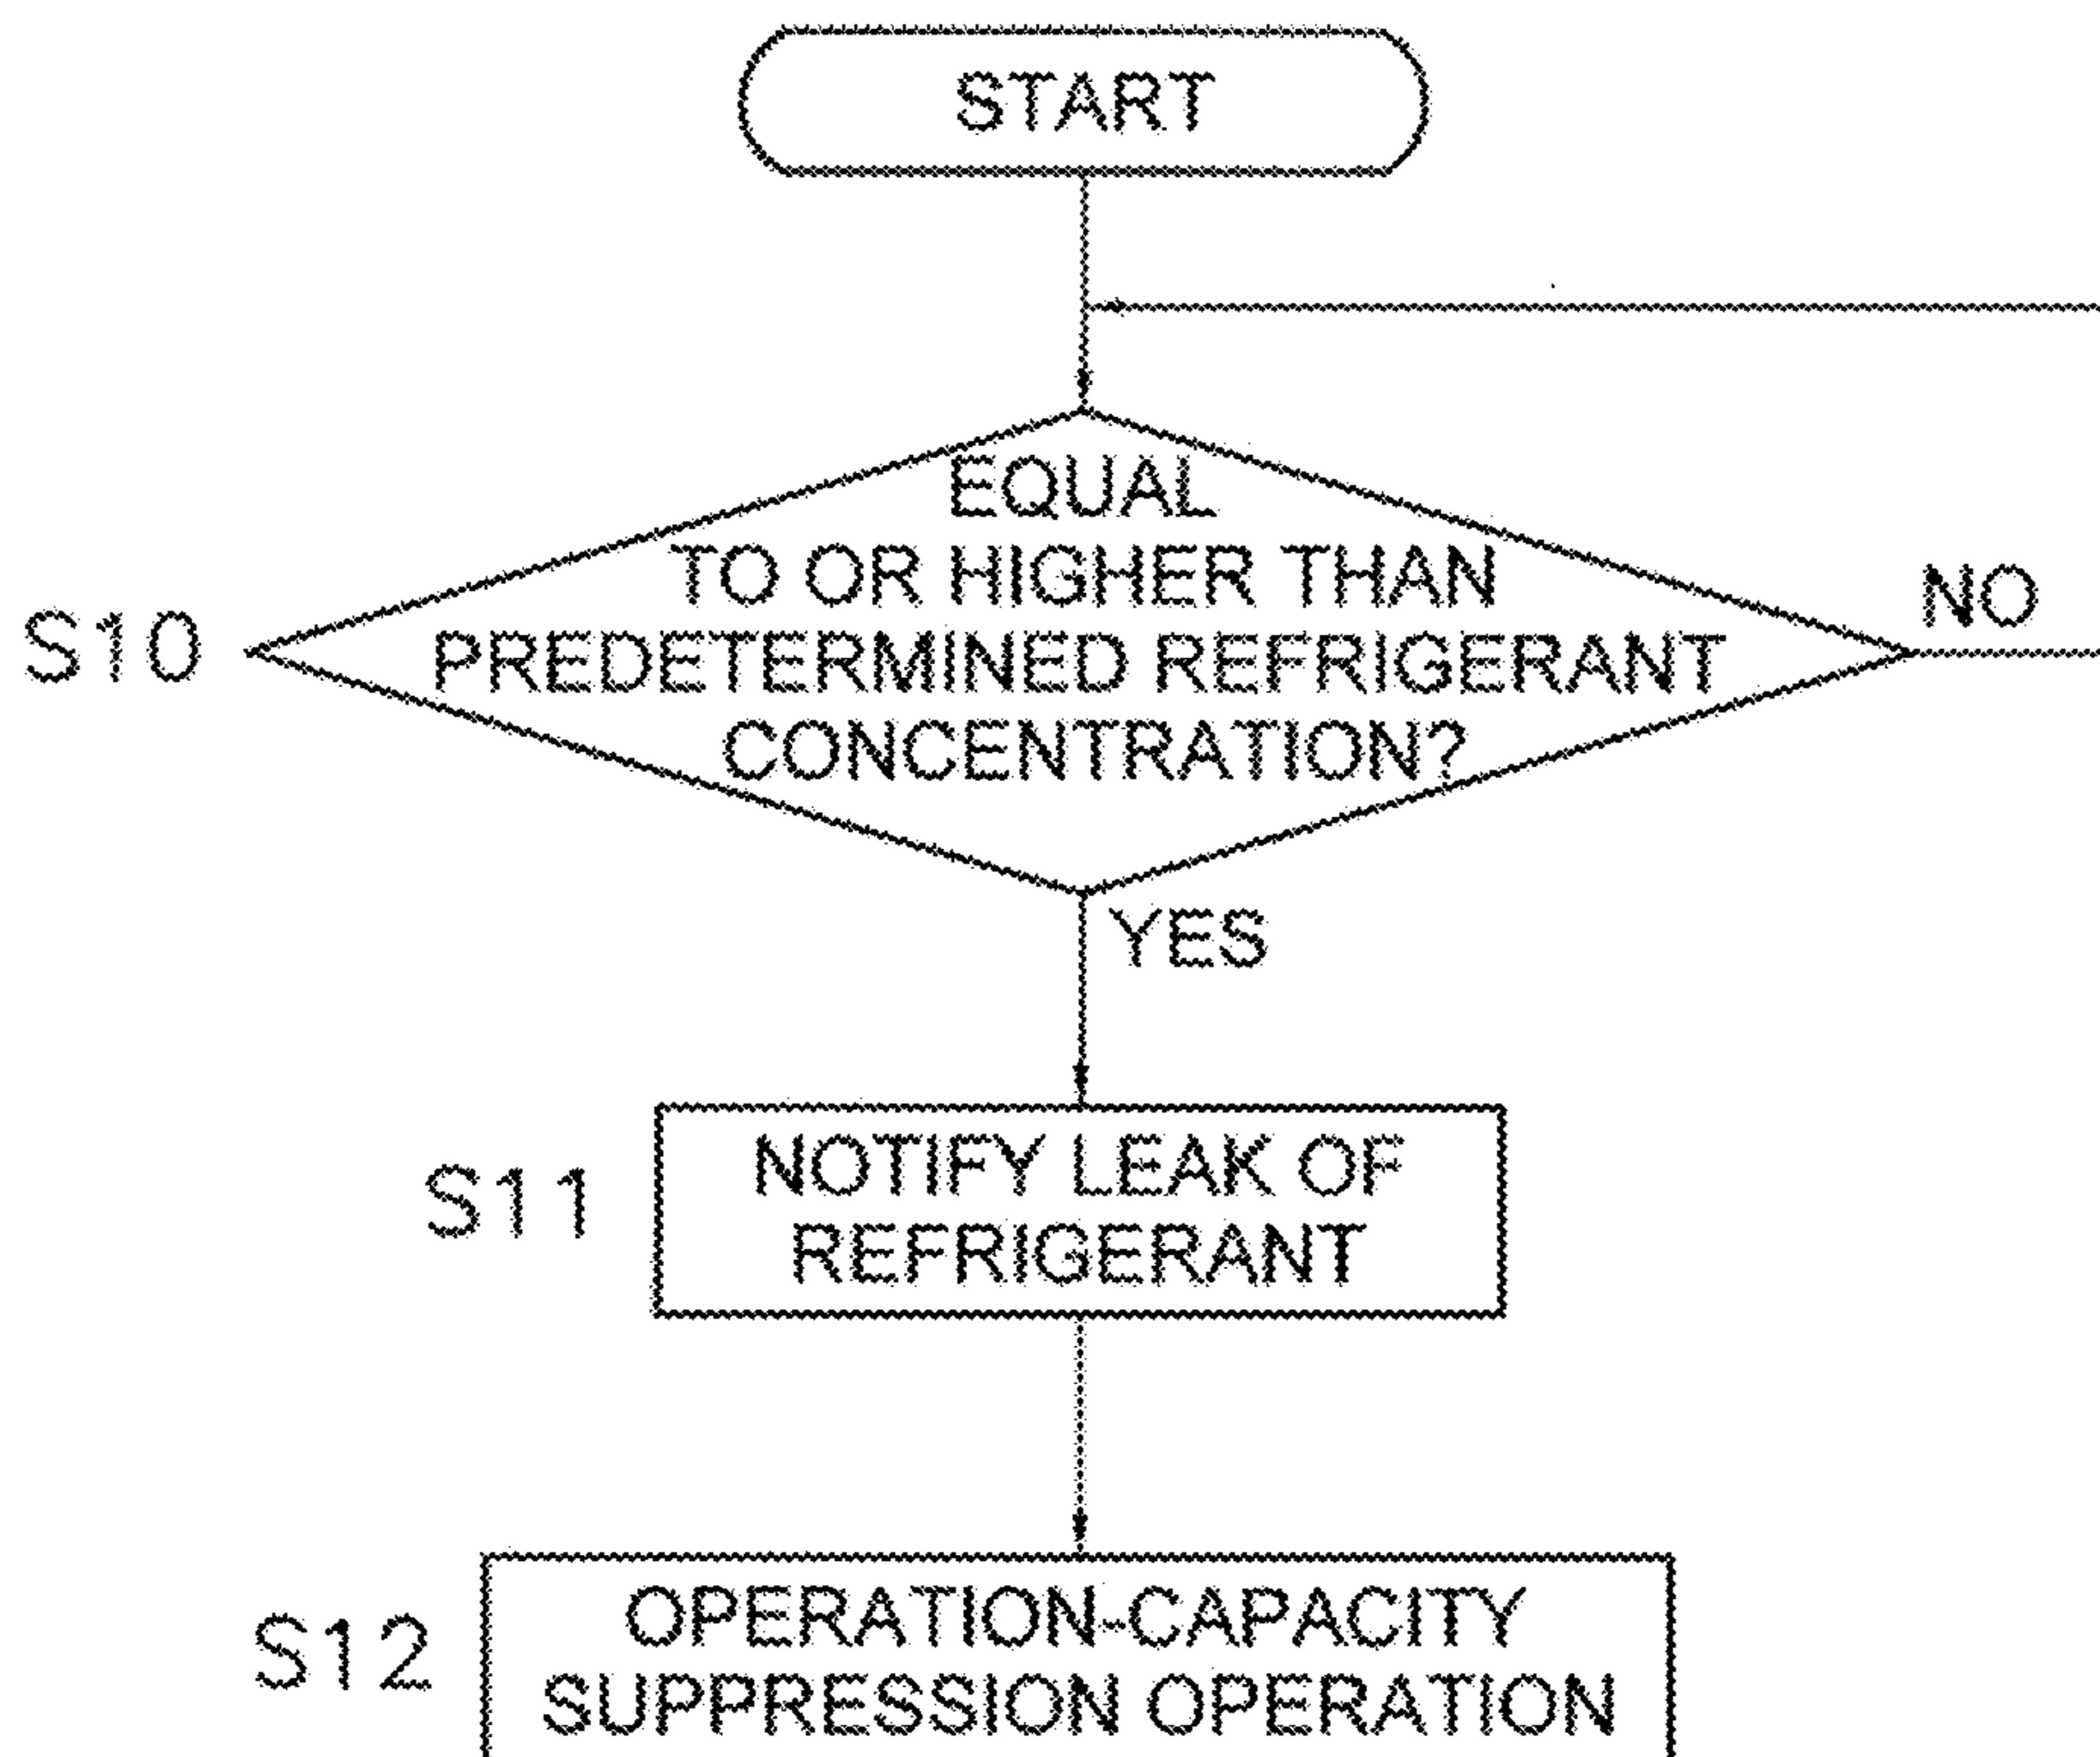 START
EQUAL
TO OR HIGHER THAN
S10
PREDETERMINED REFRIGERANT
NO
CONCENTRATION?
YES
S11
NOTIFY LEAK OF
REFRIGERANT
S12
OPERATION-CAPACITY
SUPPRESSION OPERATION